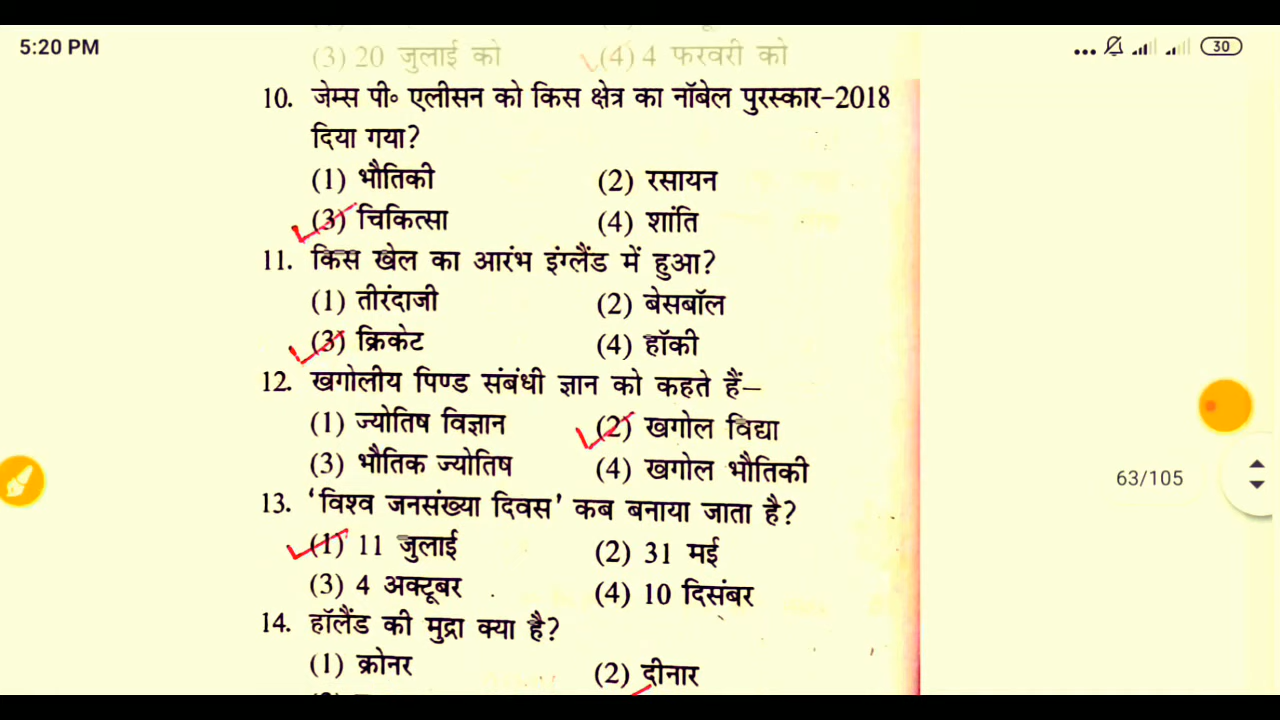 5:20 PM
30
(3) 20 जुलाई को (4) 4 फरवरी को
10. जेम्स पी० एलीसन को किस क्षेत्र का नॉबेल पुरस्कार-2018
दिया गया?
(1) भौतिकी (2) रसायन
(3) चिकित्सा (4) शांति
11. किस खेल का आरंभ इंग्लैंड में हुआ?
(1) तीरंदाजी (2) बेसबॉल
(3) क्रिकेट (4) हॉकी
12. खगोलीय पिण्ड संबंधी ज्ञान को कहते हैं–
(1) ज्योतिष विज्ञान (2) खगोल विद्या
(3) भौतिक ज्योतिष (4) खगोल भौतिकी
63/105
13. 'विश्व जनसंख्या दिवस' कब बनाया जाता है?
(1) 11 जुलाई (2) 31 मई
(3) 4 अक्टूबर (4) 10 दिसंबर
14. हॉलैंड की मुद्रा क्या है?
(1) क्रोनर (2) दीनार